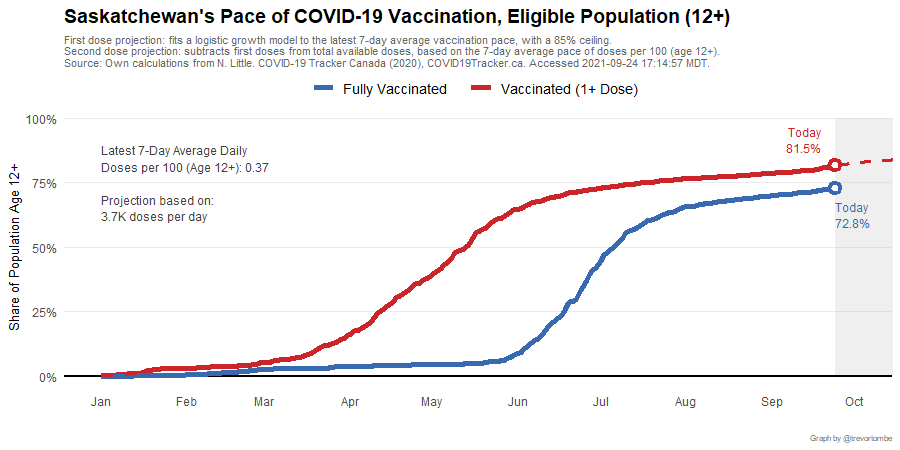 Saskatchewan's Pace of COVID-19 Vaccination, Eligible Population (12+)
First dose projection: fits a logistic growth model to the latest 7-day average vaccination pace, with a 85% ceiling.
Second dose projection: subtracts first doses from total available doses, based on the 7-day average pace of doses per 100 (age 12+).
Source: Own calculations from N. Little. COVID-19 Tracker Canada (2020), COVID19Tracker.ca. Accessed 2021-09-24 17:14:57 MDT.
Fully Vaccinated
Vaccinated (1+ Dose)
Share of Population Age 12+
100%
75%
50%
25%
0%
Latest 7-Day Average Daily
Doses per 100 (Age 12+): 0.37
Projection based on:
3.7K doses per day
Today
81.5%
Today
72.8%
Jan Feb Mar Apr May Jun Jul Aug Sep Oct
Graph by @trevortombe